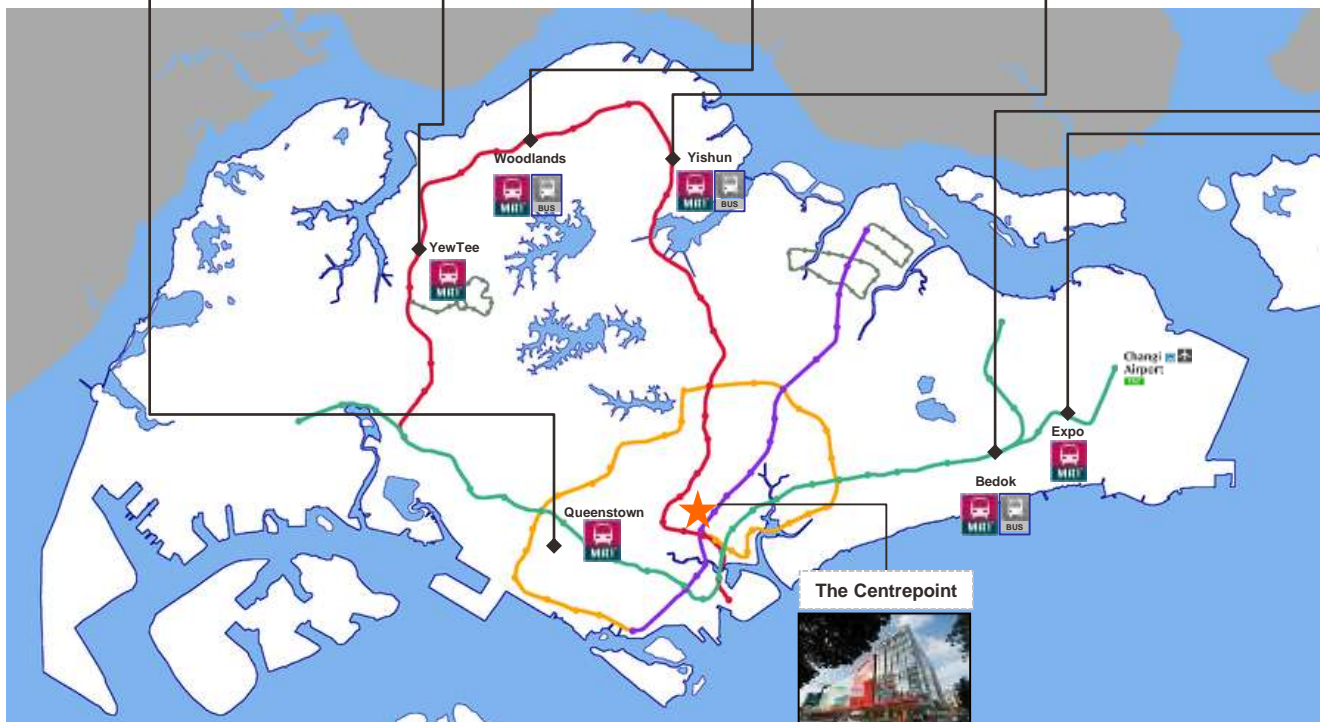 Woodlands
MRT
BUS
Yishun
MRT
BUS
YewTee
MRT
Changi
Airport
Expo
MRT
Bedok
MRT
BUS
Queenstown
MRT
The Centrepoint